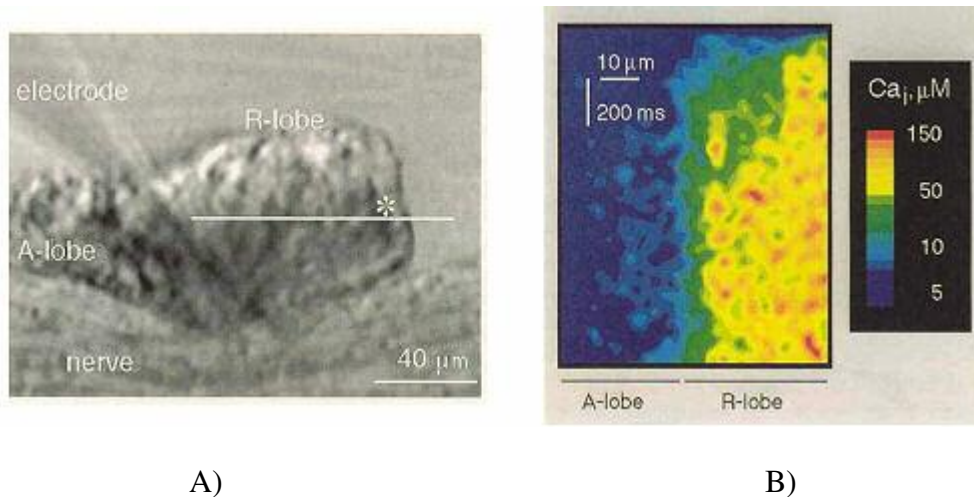 electrode
R-lobe
*
A-lobe
nerve
40 μm
10 μm
200 ms
Caᵢ, μM
150
50
10
5
A-lobe
R-lobe
A)
B)